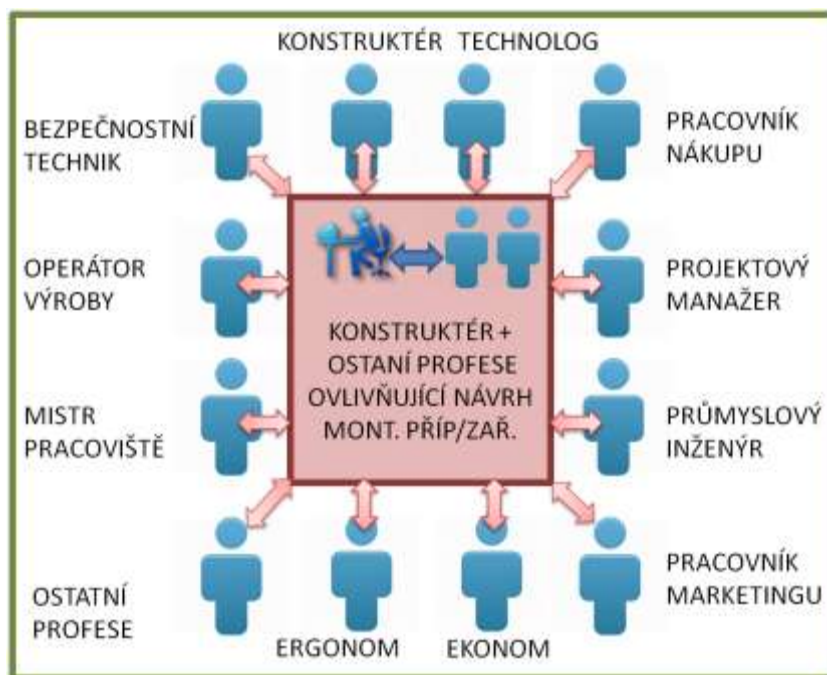 KONSTRUKTÉR TECHNOLOG
BEZPEČNOSTNÍ
TECHNIK
PRACOVNÍK
NÁKUPU
OPERÁTOR
VÝROBY
PROJEKTOVÝ
MANAŽER
KONSTRUKTÉR +
OSTANÍ PROFESE
OVLIVŇUJÍCÍ NÁVRH
MONT. PŘÍP/ZAŘ.
MISTR
PRACOVIŠTĚ
PRŮMYSLOVÝ
INŽENÝR
OSTATNÍ
PROFESE
ERGONOM
EKONOM
PRACOVNÍK
MARKETINGU